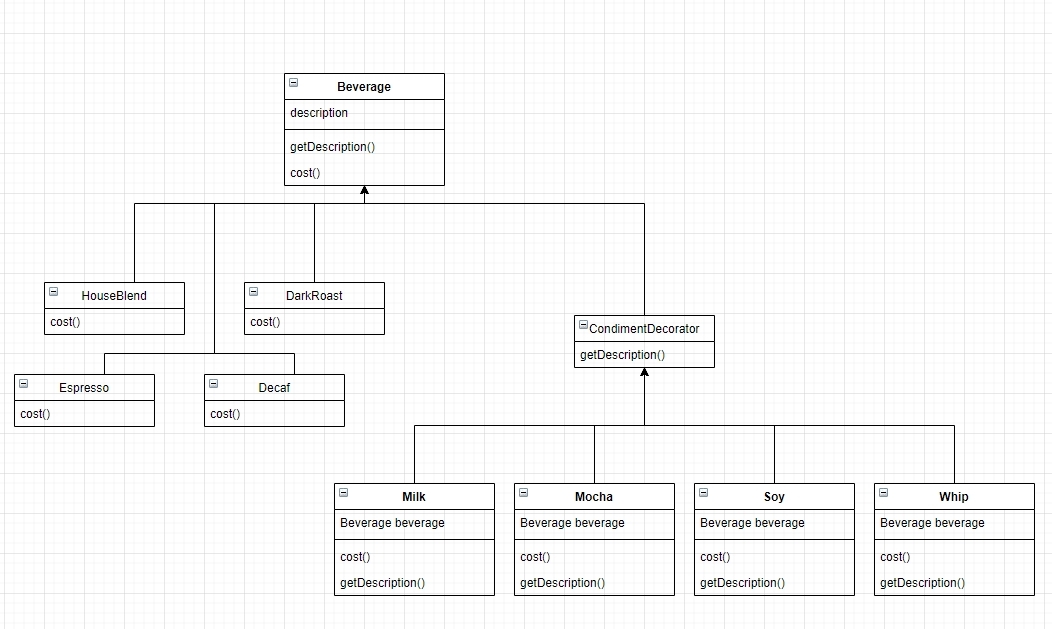 Beverage
description
getDescription()
cost()
HouseBlend
cost()
DarkRoast
cost()
CondimentDecorator
getDescription()
Espresso
cost()
Decaf
cost()
Milk
Beverage beverage
cost()
getDescription()
Mocha
Beverage beverage
cost()
getDescription()
Soy
Beverage beverage
cost()
getDescription()
Whip
Beverage beverage
cost()
getDescription()